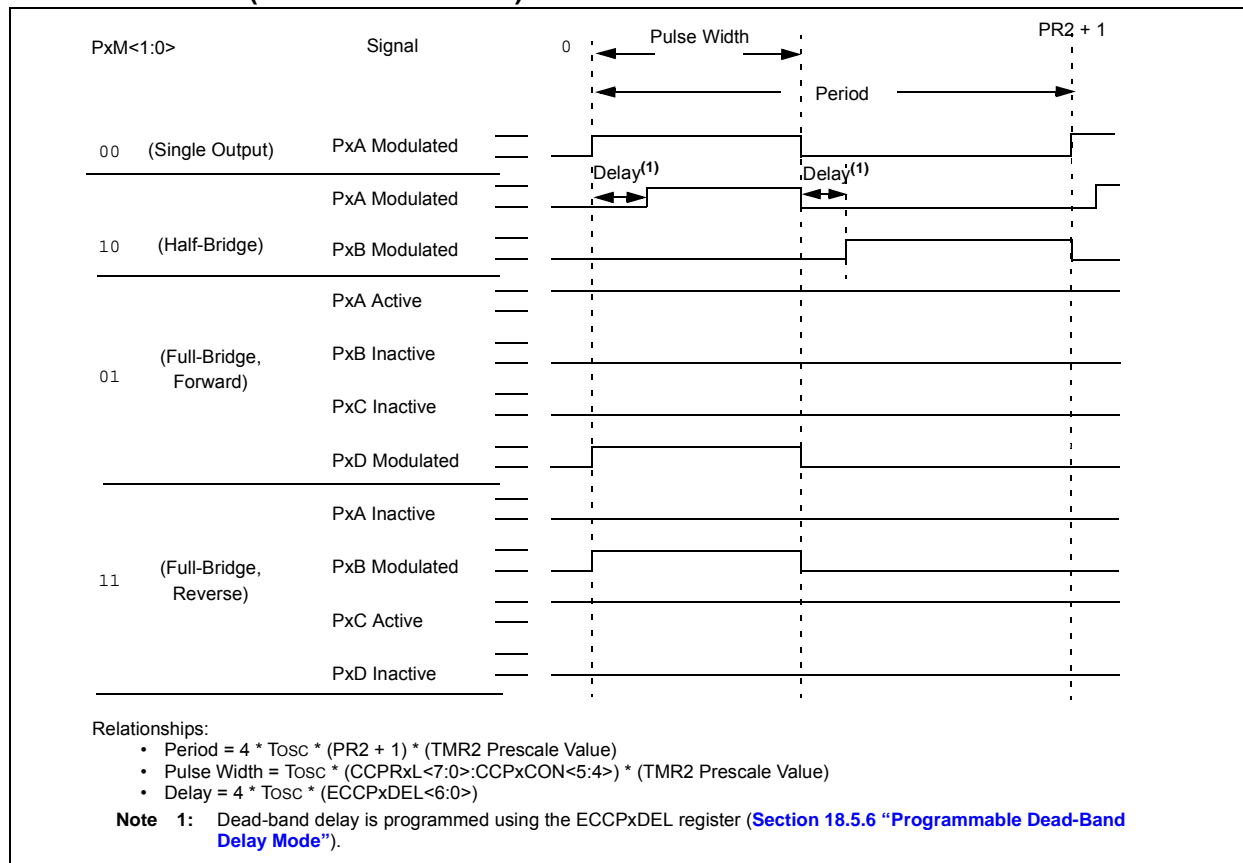 PxM<1:0> Signal 0 Pulse Width PR2 + 1
Period
00 (Single Output) PxA Modulated
Delay(1) Delay(1)
PxA Modulated
10 (Half-Bridge) PxB Modulated
PxA Active
01 (Full-Bridge, Forward) PxB Inactive
PxC Inactive
PxD Modulated
PxA Inactive
11 (Full-Bridge, Reverse) PxB Modulated
PxC Active
PxD Inactive
Relationships:
• Period = 4 * TOSC * (PR2 + 1) * (TMR2 Prescale Value)
• Pulse Width = TOSC * (CCPRxL<7:0>:CCPxCON<5:4>) * (TMR2 Prescale Value)
• Delay = 4 * TOSC * (ECCPxDEL<6:0>)
Note 1: Dead-band delay is programmed using the ECCPxDEL register (Section 18.5.6 “Programmable Dead-Band
Delay Mode”).